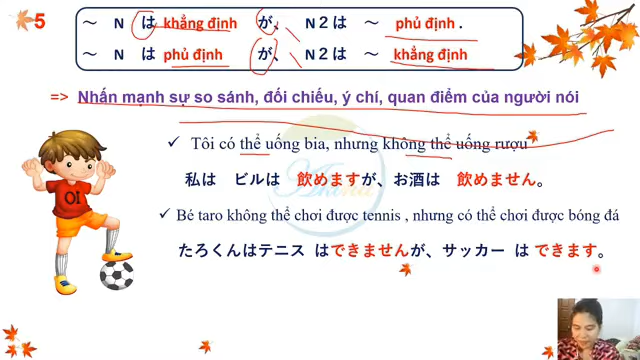 5
～ N は khẳng định が、 N２は ～ phủ định .
～ N は phủ định が、 N２は ～ khẳng định
=> Nhấn mạnh sự so sánh, đối chiếu, ý chí, quan điểm của người nói
✓ Tôi có thể uống bia, nhưng không thể uống rượu
私は ビルは 飲めますが、お酒は 飲めません。
✓ Bé taro không thể chơi được tennis , nhưng có thể chơi được bóng đá
たろくんはテニス はできませんが、サッカー は できます。
01